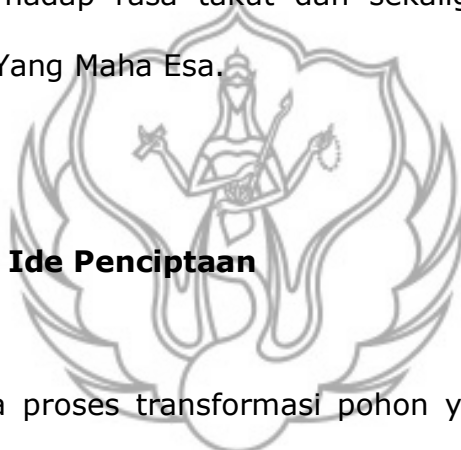 hadap rasa takut dan sekalig
Yang Maha Esa.
Ide Penciptaan
a proses transformasi pohon y